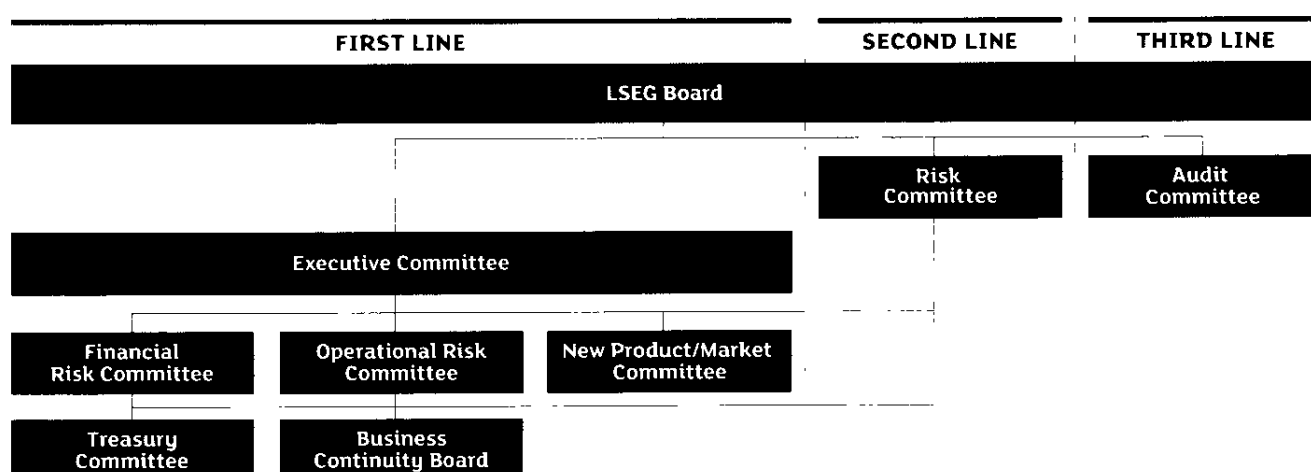 FIRST LINE
SECOND LINE
THIRD LINE
LSEG Board
Risk
Committee
Audit
Committee
Executive Committee
Financial
Risk Committee
Operational Risk
Committee
New Product/Market
Committee
Treasury
Committee
Business
Continuity Board